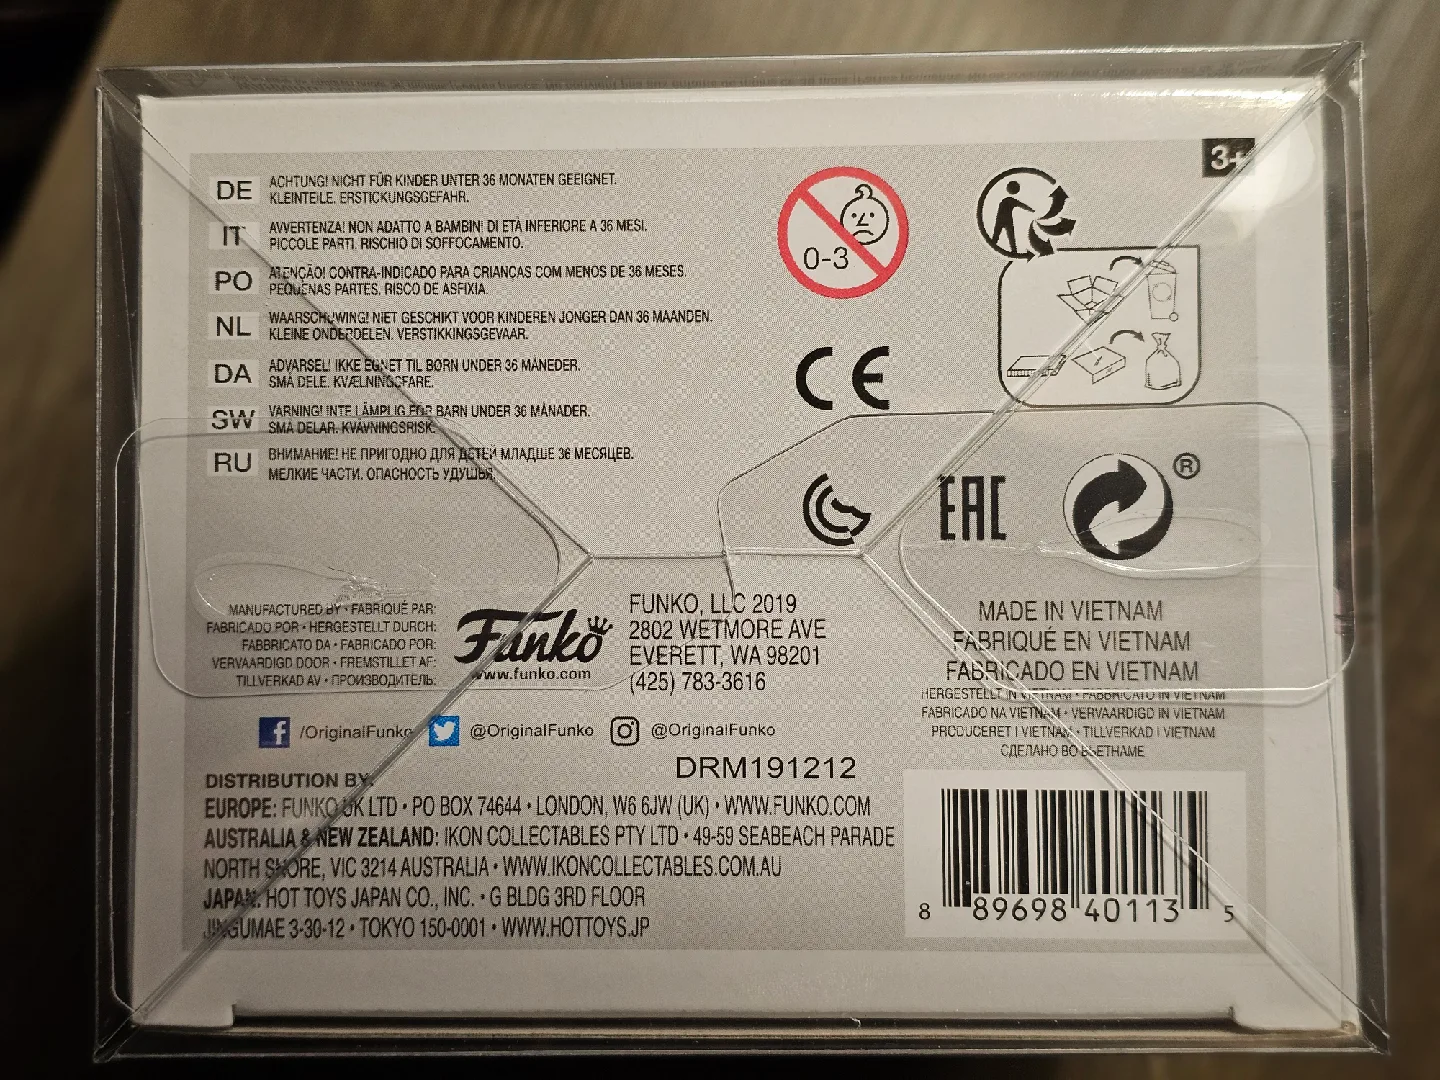 3+
DE ACHTUNG! NICHT FÜR KINDER UNTER 36 MONATEN GEEIGNET.
KLEINTEILE. ERSTICKUNGSGEFAHR.
IT AVVERTENZA! NON ADATTO A BAMBINI DI ETÀ INFERIORE A 36 MESI.
PICCOLE PARTI. RISCHIO DI SOFFOCAMENTO.
PO ATENÇÃO! CONTRA-INDICADO PARA CRIANCAS COM MENOS DE 36 MESES.
PEQUENAS PARTES. RISCO DE ASFIXIA.
NL WAARSCHUWING! NIET GESCHIKT VOOR KINDEREN JONGER DAN 36 MAANDEN.
KLEINE ONDERDELEN. VERSTIKKINGSGEVAAR.
DA ADVARSEL! IKKE EGNET TIL BØRN UNDER 36 MÅNEDER.
SMÅ DELE. KVÆLNINGSFARE.
SW VARNING! INTE LÄMPLIG FÖR BARN UNDER 36 MÅNADER.
SMÅ DELAR. KVÄVNINGSRISK.
RU ВНИМАНИЕ! НЕ ПРИГОДНО ДЛЯ ДЕТЕЙ МЛАДШЕ 36 МЕСЯЦЕВ.
МЕЛКИЕ ЧАСТИ. ОПАСНОСТЬ УДУШЬЯ.
0-3
CE
EAC
®
MANUFACTURED BY • FABRIQUÉ PAR:
FABRICADO POR • HERGESTELLT DURCH:
FABBRICATO DA • FABRICADO POR:
VERVAARDIGD DOOR • FREMSTILLET AF:
TILLVERKAD AV • ПРОИЗВОДИТЕЛЬ:
Funko
www.funko.com
FUNKO, LLC 2019
2802 WETMORE AVE
EVERETT, WA 98201
(425) 783-3616
MADE IN VIETNAM
FABRIQUÉ EN VIETNAM
FABRICADO EN VIETNAM
HERGESTELLT IN VIETNAM • FABBRICATO IN VIETNAM
FABRICADO NA VIETNAM • VERVAARDIGD IN VIETNAM
PRODUCERET I VIETNAM • TILLVERKAD I VIETNAM
СДЕЛАНО ВО ВЬЕТНАМЕ
/OriginalFunko @OriginalFunko @OriginalFunko
DRM191212
DISTRIBUTION BY:
EUROPE: FUNKO UK LTD • PO BOX 74644 • LONDON, W6 6JW (UK) • WWW.FUNKO.COM
AUSTRALIA & NEW ZEALAND: IKON COLLECTABLES PTY LTD • 49-59 SEABEACH PARADE
NORTH SHORE, VIC 3214 AUSTRALIA • WWW.IKONCOLLECTABLES.COM.AU
JAPAN: HOT TOYS JAPAN CO., INC. • G BLDG 3RD FLOOR
JINGUMAE 3-30-12 • TOKYO 150-0001 • WWW.HOTTOYS.JP
8 89698 40113 5